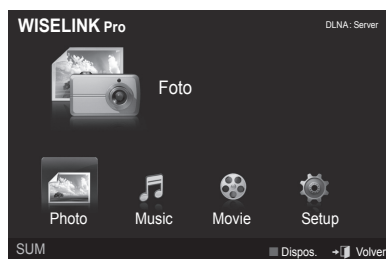 WISELINK Pro
DLNA : Server
Foto
Photo Music Movie Setup
SUM Dispos. Volver